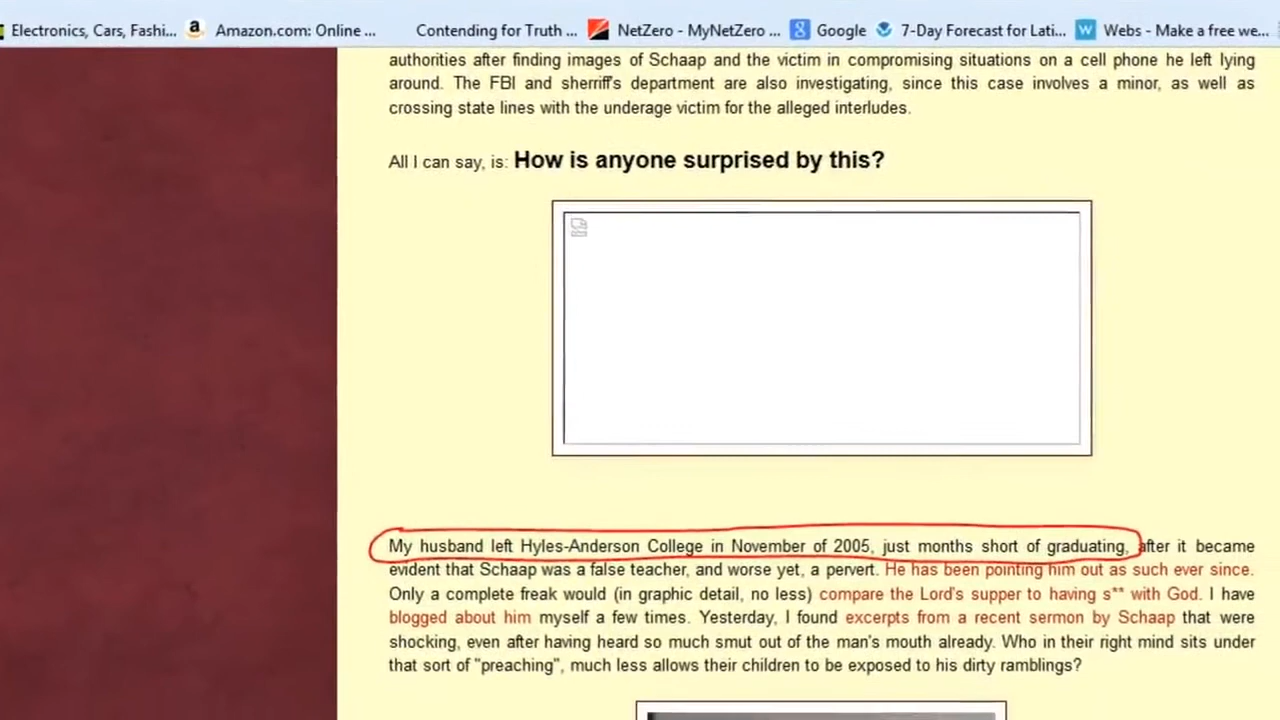 Electronics, Cars, Fashi... Amazon.com: Online ... Contending for Truth ... NetZero - MyNetZero ... Google 7-Day Forecast for Lati... Webs - Make a free we...
authorities after finding images of Schaap and the victim in compromising situations on a cell phone he left lying
around. The FBI and sherriff's department are also investigating, since this case involves a minor, as well as
crossing state lines with the underage victim for the alleged interludes.
All I can say, is: How is anyone surprised by this?
My husband left Hyles-Anderson College in November of 2005, just months short of graduating, after it became
evident that Schaap was a false teacher, and worse yet, a pervert. He has been pointing him out as such ever since.
Only a complete freak would (in graphic detail, no less) compare the Lord's supper to having s** with God. I have
blogged about him myself a few times. Yesterday, I found excerpts from a recent sermon by Schaap that were
shocking, even after having heard so much smut out of the man's mouth already. Who in their right mind sits under
that sort of "preaching", much less allows their children to be exposed to his dirty ramblings?